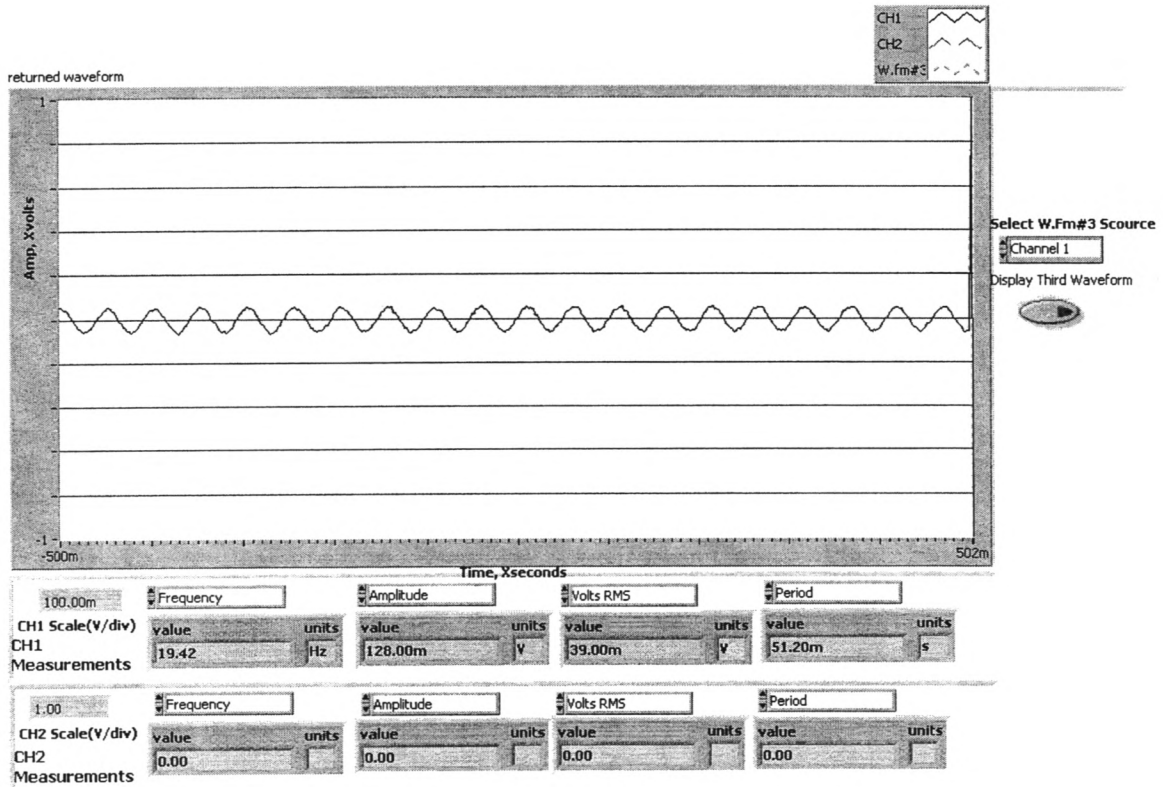 CH1
CH2
W.fm#3
returned waveform
1
Amp, Xvolts
-1
-500m
502m
Time, Xseconds
Select W.Fm#3 Scource
Channel 1
Display Third Waveform
100.00m
CH1 Scale(V/div)
CH1
Measurements
Frequency
value units
19.42 Hz
Amplitude
value units
128.00m V
Volts RMS
value units
39.00m V
Period
value units
51.20m s
1.00
CH2 Scale(V/div)
CH2
Measurements
Frequency
value units
0.00
Amplitude
value units
0.00
Volts RMS
value units
0.00
Period
value units
0.00